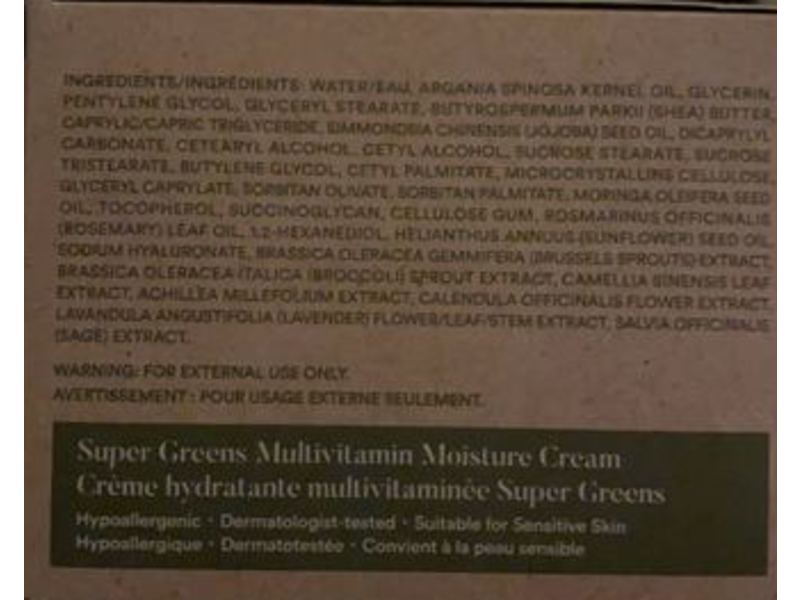 INGREDIENTS/INGRÉDIENTS: WATER/EAU, ARGANIA SPINOSA KERNEL OIL, GLYCERIN,
PENTYLENE GLYCOL, GLYCERYL STEARATE, BUTYROSPERMUM PARKII (SHEA) BUTTER,
CAPRYLIC/CAPRIC TRIGLYCERIDE, SIMMONDSIA CHINENSIS (JOJOBA) SEED OIL, DICAPRYLYL
CARBONATE, CETEARYL ALCOHOL, CETYL ALCOHOL, SUCROSE STEARATE, SUCROSE
TRISTEARATE, BUTYLENE GLYCOL, CETYL PALMITATE, MICROCRYSTALLINE CELLULOSE,
GLYCERYL CAPRYLATE, SORBITAN OLIVATE, SORBITAN PALMITATE, MORINGA OLEIFERA SEED
OIL, TOCOPHEROL, SUCCINOGLYCAN, CELLULOSE GUM, ROSMARINUS OFFICINALIS
(ROSEMARY) LEAF OIL, 1,2-HEXANEDIOL, HELIANTHUS ANNUUS (SUNFLOWER) SEED OIL,
SODIUM HYALURONATE, BRASSICA OLERACEA GEMMIFERA (BRUSSELS SPROUTS) EXTRACT,
BRASSICA OLERACEA ITALICA (BROCCOLI) SPROUT EXTRACT, CAMELLIA SINENSIS LEAF
EXTRACT, ACHILLEA MILLEFOLIUM EXTRACT, CALENDULA OFFICINALIS FLOWER EXTRACT,
LAVANDULA ANGUSTIFOLIA (LAVENDER) FLOWER/LEAF/STEM EXTRACT, SALVIA OFFICINALIS
(SAGE) EXTRACT.
WARNING: FOR EXTERNAL USE ONLY.
AVERTISSEMENT : POUR USAGE EXTERNE SEULEMENT.
Super Greens Multivitamin Moisture Cream
Crème hydratante multivitaminée Super Greens
Hypoallergenic · Dermatologist-tested · Suitable for Sensitive Skin
Hypoallergique · Dermatotestée · Convient à la peau sensible